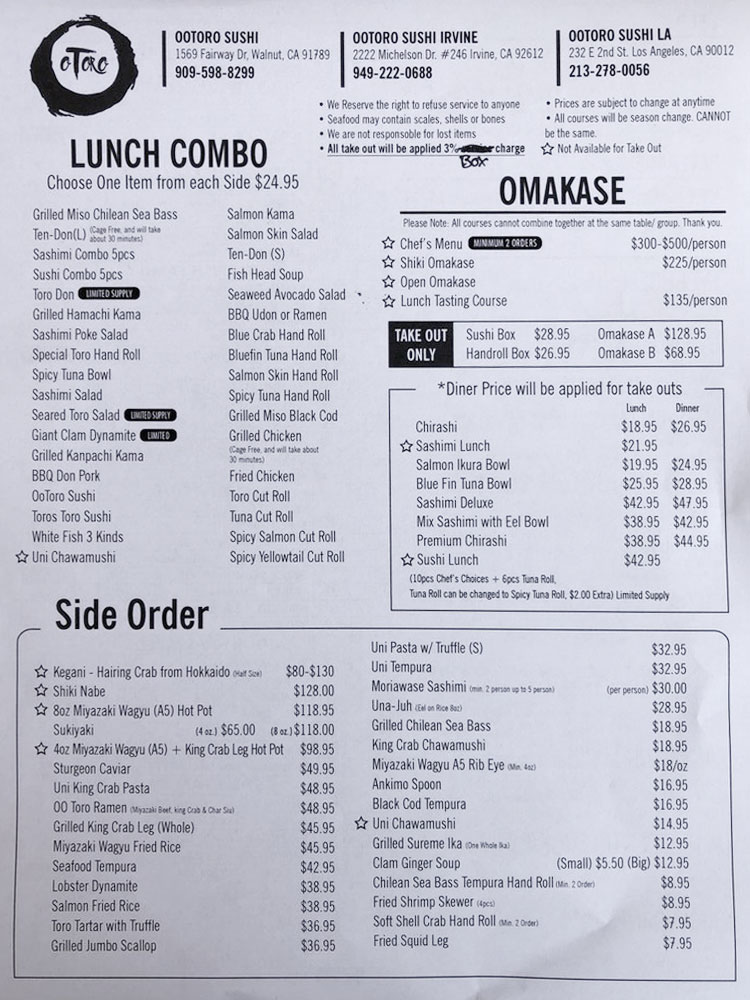 OOTORO
OOTORO SUSHI
1569 Fairway Dr, Walnut, CA 91789
909-598-8299
OOTORO SUSHI IRVINE
2222 Michelson Dr. #246 Irvine, CA 92612
949-222-0688
OOTORO SUSHI LA
232 E 2nd St. Los Angeles, CA 90012
213-278-0056
• We Reserve the right to refuse service to anyone
• Seafood may contain scales, shells or bones
• We are not responsoble for lost items
• All take out will be applied 3% charge
Box
• Prices are subject to change at anytime
• All courses will be season change. CANNOT
be the same.
☆ Not Available for Take Out
LUNCH COMBO
Choose One Item from each Side $24.95
Grilled Miso Chilean Sea Bass
Ten-Don(L) (Cage Free, and will take
about 30 minutes)
Sashimi Combo 5pcs
Sushi Combo 5pcs
Toro Don LIMITED SUPPLY
Grilled Hamachi Kama
Sashimi Poke Salad
Special Toro Hand Roll
Spicy Tuna Bowl
Sashimi Salad
Seared Toro Salad LIMITED SUPPLY
Giant Clam Dynamite LIMITED
Grilled Kanpachi Kama
BBQ Don Pork
OoToro Sushi
Toros Toro Sushi
White Fish 3 Kinds
☆ Uni Chawamushi
Salmon Kama
Salmon Skin Salad
Ten-Don (S)
Fish Head Soup
Seaweed Avocado Salad
BBQ Udon or Ramen
Blue Crab Hand Roll
Bluefin Tuna Hand Roll
Salmon Skin Hand Roll
Spicy Tuna Hand Roll
Grilled Miso Black Cod
Grilled Chicken
(Cage Free, and will take about
30 minutes)
Fried Chicken
Toro Cut Roll
Tuna Cut Roll
Spicy Salmon Cut Roll
Spicy Yellowtail Cut Roll
OMAKASE
Please Note: All courses cannot combine together at the same table/ group. Thank you.
☆ Chef's Menu MINIMUM 2 ORDERS $300-$500/person
☆ Shiki Omakase $225/person
☆ Open Omakase
☆ Lunch Tasting Course $135/person
TAKE OUT
ONLY
Sushi Box $28.95 Omakase A $128.95
Handroll Box $26.95 Omakase B $68.95
*Diner Price will be applied for take outs
Lunch Dinner
Chirashi $18.95 $26.95
☆ Sashimi Lunch $21.95
Salmon Ikura Bowl $19.95 $24.95
Blue Fin Tuna Bowl $25.95 $28.95
Sashimi Deluxe $42.95 $47.95
Mix Sashimi with Eel Bowl $38.95 $42.95
Premium Chirashi $38.95 $44.95
☆ Sushi Lunch $42.95
(10pcs Chef's Choices + 6pcs Tuna Roll,
Tuna Roll can be changed to Spicy Tuna Roll, $2.00 Extra) Limited Supply
Side Order
☆ Kegani - Hairing Crab from Hokkaido (Half Size) $80-$130
☆ Shiki Nabe $128.00
☆ 8oz Miyazaki Wagyu (A5) Hot Pot $118.95
Sukiyaki (4 oz.) $65.00 (8 oz.) $118.00
☆ 4oz Miyazaki Wagyu (A5) + King Crab Leg Hot Pot $98.95
Sturgeon Caviar $49.95
Uni King Crab Pasta $48.95
OO Toro Ramen (Miyazaki Beef, king Crab & Char Siu) $48.95
Grilled King Crab Leg (Whole) $45.95
Miyazaki Wagyu Fried Rice $45.95
Seafood Tempura $42.95
Lobster Dynamite $38.95
Salmon Fried Rice $38.95
Toro Tartar with Truffle $36.95
Grilled Jumbo Scallop $36.95
Uni Pasta w/ Truffle (S) $32.95
Uni Tempura $32.95
Moriawase Sashimi (min. 2 person up to 5 person) (per person) $30.00
Una-Juh (Eel on Rice 8oz) $28.95
Grilled Chilean Sea Bass $18.95
King Crab Chawamushi $18.95
Miyazaki Wagyu A5 Rib Eye (Min. 4oz) $18/oz
Ankimo Spoon $16.95
Black Cod Tempura $16.95
☆ Uni Chawamushi $14.95
Grilled Sureme Ika (One Whole Ika) $12.95
Clam Ginger Soup (Small) $5.50 (Big) $12.95
Chilean Sea Bass Tempura Hand Roll (Min. 2 Order) $8.95
Fried Shrimp Skewer (4pcs) $8.95
Soft Shell Crab Hand Roll (Min. 2 Order) $7.95
Fried Squid Leg $7.95